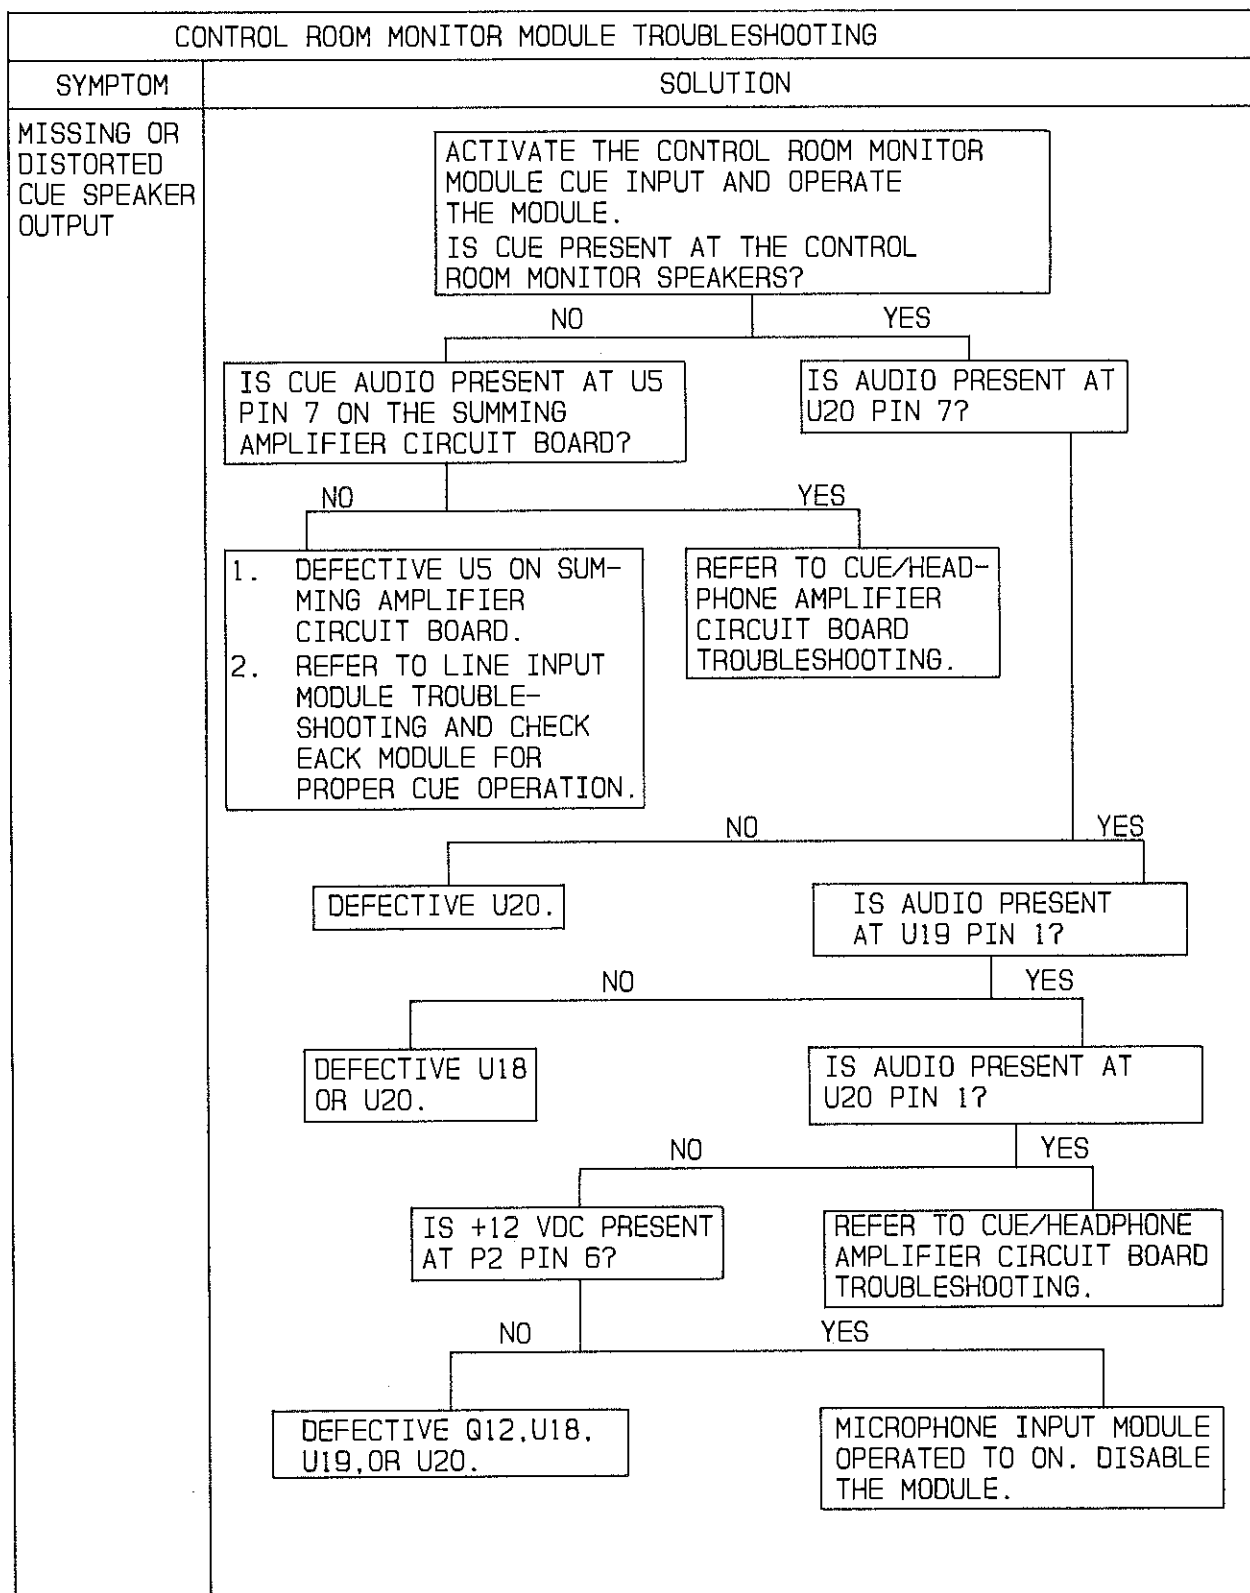 CONTROL ROOM MONITOR MODULE TROUBLESHOOTING
SYMPTOM
SOLUTION
MISSING OR
DISTORTED
CUE SPEAKER
OUTPUT
ACTIVATE THE CONTROL ROOM MONITOR
MODULE CUE INPUT AND OPERATE
THE MODULE.
IS CUE PRESENT AT THE CONTROL
ROOM MONITOR SPEAKERS?
NO
YES
IS CUE AUDIO PRESENT AT U5
PIN 7 ON THE SUMMING
AMPLIFIER CIRCUIT BOARD?
IS AUDIO PRESENT AT
U20 PIN 7?
NO
YES
1. DEFECTIVE U5 ON SUM-
MING AMPLIFIER
CIRCUIT BOARD.
2. REFER TO LINE INPUT
MODULE TROUBLE-
SHOOTING AND CHECK
EACK MODULE FOR
PROPER CUE OPERATION.
REFER TO CUE/HEAD-
PHONE AMPLIFIER
CIRCUIT BOARD
TROUBLESHOOTING.
NO
YES
DEFECTIVE U20.
IS AUDIO PRESENT
AT U19 PIN 1?
NO
YES
DEFECTIVE U18
OR U20.
IS AUDIO PRESENT AT
U20 PIN 1?
NO
YES
IS +12 VDC PRESENT
AT P2 PIN 6?
REFER TO CUE/HEADPHONE
AMPLIFIER CIRCUIT BOARD
TROUBLESHOOTING.
NO
YES
DEFECTIVE Q12,U18,
U19,OR U20.
MICROPHONE INPUT MODULE
OPERATED TO ON. DISABLE
THE MODULE.